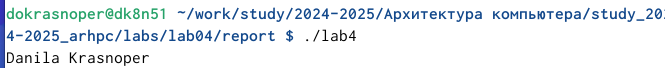 dokrasnoper@dk8n51 ~/work/study/2024-2025/Архитектура компьютера/study_202
4-2025_arhpc/labs/lab04/report $ ./lab4
Danila Krasnoper